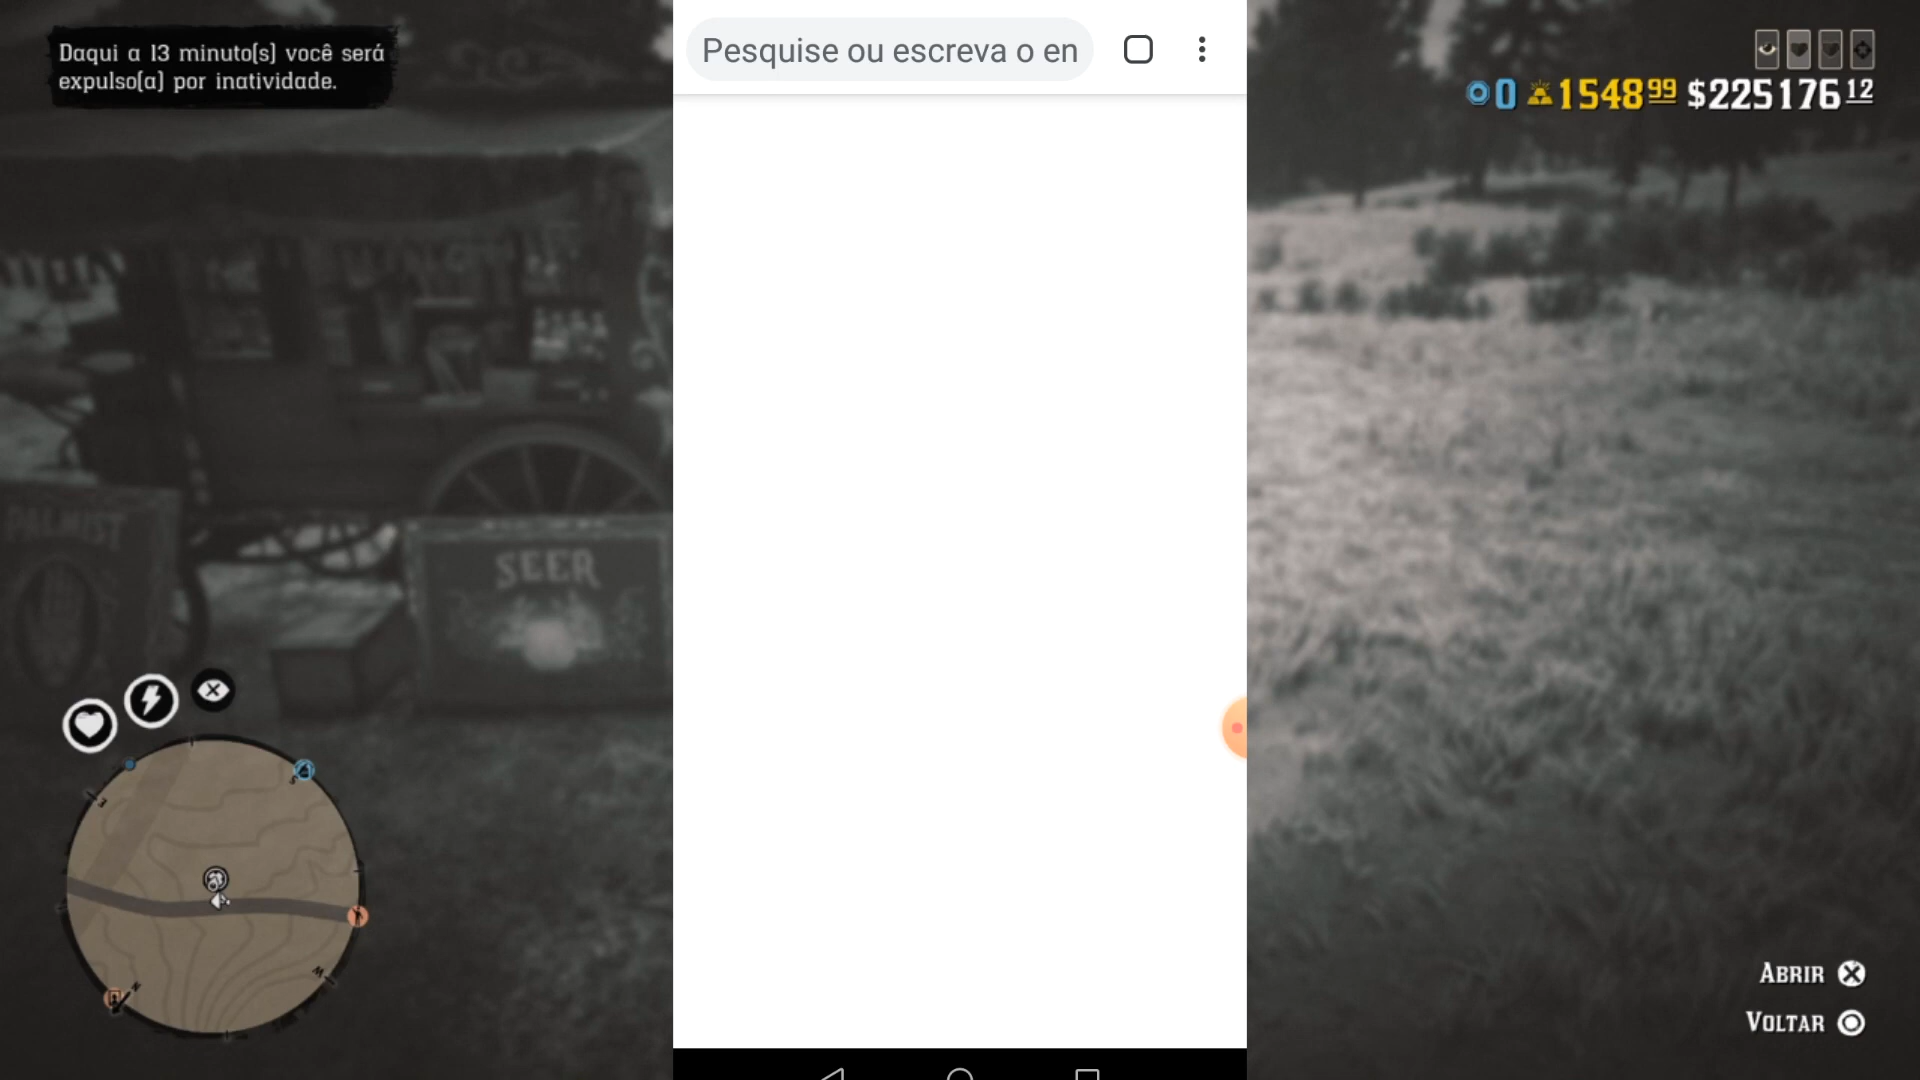 Daqui a 13 minuto(s) você será
expulso(a) por inatividade.
Pesquise ou escreva o en
0 1548 99 $225176 12
PALMIST
SEER
ABRIR
VOLTAR